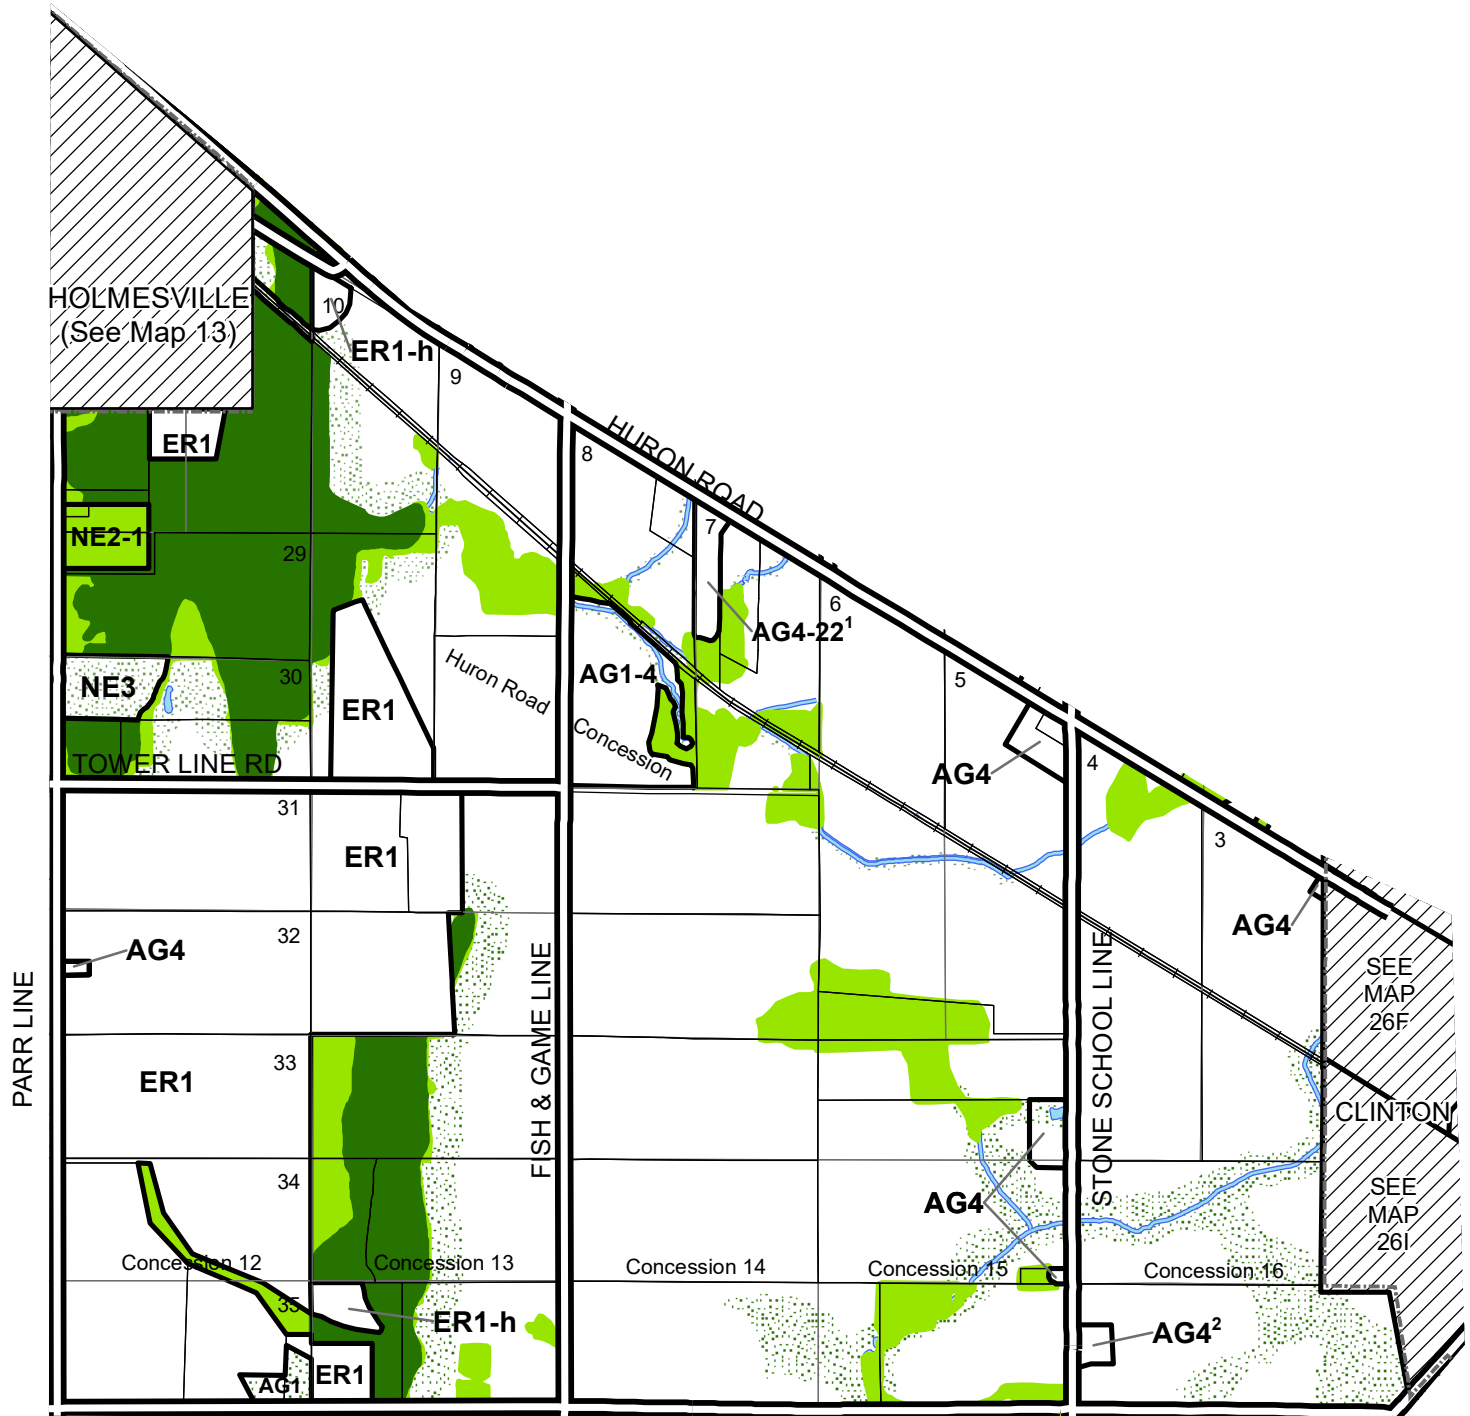 HOLMESVILLE
(See Map 13)
10
ER1-h
9
ER1
HURON ROAD
8
7
NE2-1
29
6
AG4-22¹
Huron Road
Concession
AG1-4
NE3
30
ER1
5
TOWER LINE RD
AG4
4
31
3
ER1
32
AG4
AG4
PARR LINE
FISH & GAME LINE
STONE SCHOOL LINE
SEE
MAP
26F
33
ER1
CLINTON
34
AG4
SEE
MAP
26I
Concession 12
Concession 13
Concession 14
Concession 15
Concession 16
35
ER1-h
AG4²
AG1
ER1